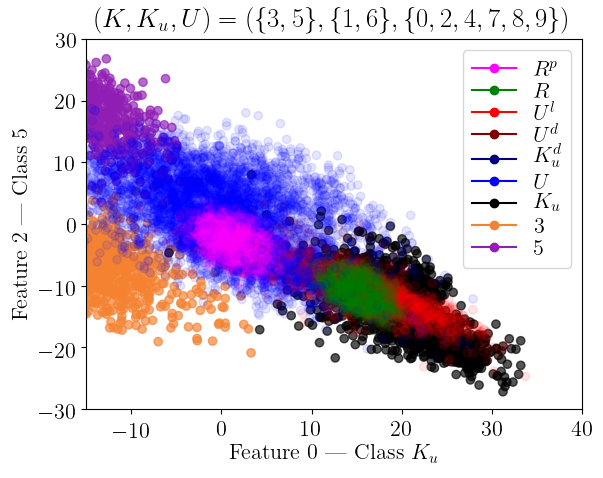 (K, K_u, U) = ({3, 5}, {1, 6}, {0, 2, 4, 7, 8, 9})
30
20
10
0
−10
−20
−30
Feature 2 — Class 5
R^p
R
U^l
U^d
K_u^d
U
K_u
3
5
−10
0
10
20
30
40
Feature 0 — Class K_u